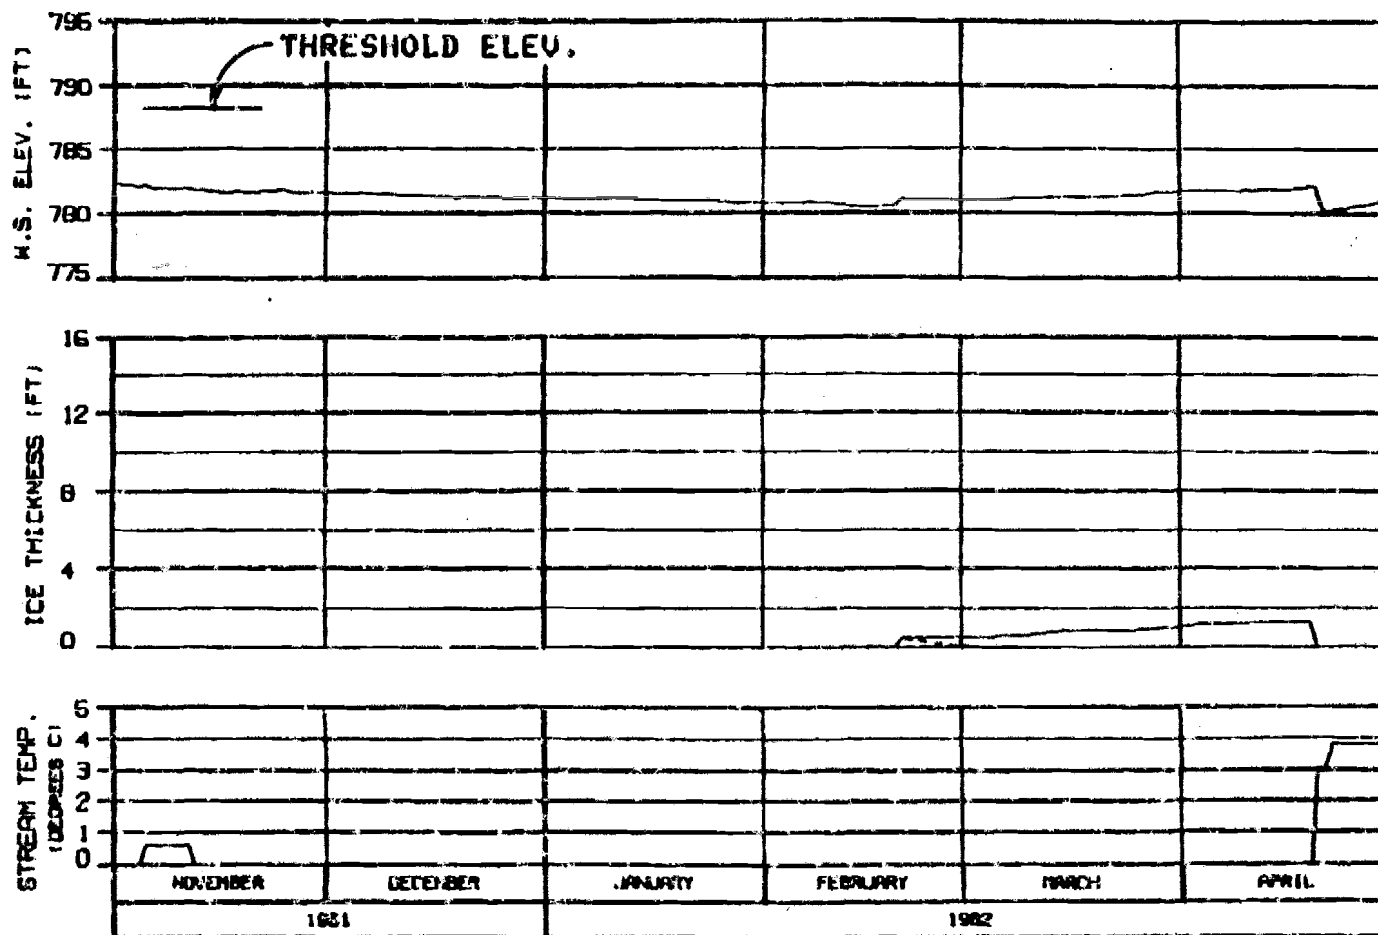 795
THRESHOLD ELEV.
790
785
780
775
W.S. ELEV. (FT)
16
12
8
4
0
ICE THICKNESS (FT)
5
4
3
2
1
0
STREAM TEMP.
(DEGREES C)
NOVEMBER DECEMBER JANUARY FEBRUARY MARCH APRIL
1981 1982